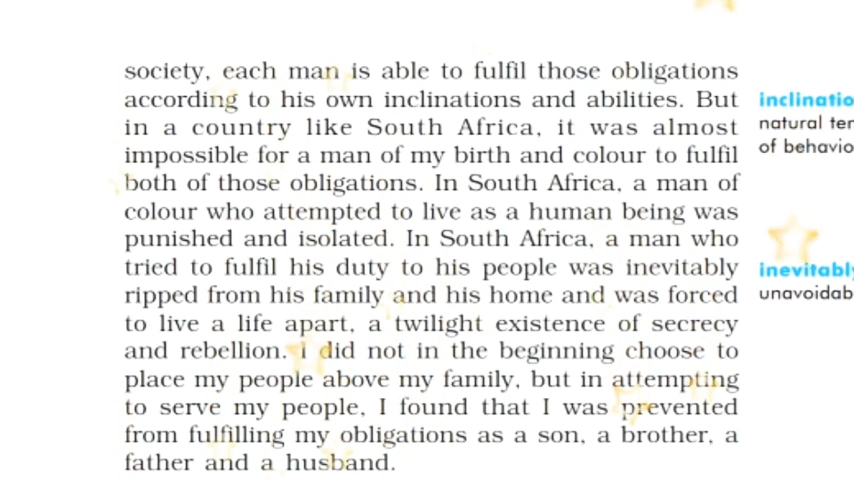 society, each man is able to fulfil those obligations
according to his own inclinations and abilities. But
in a country like South Africa, it was almost
impossible for a man of my birth and colour to fulfil
both of those obligations. In South Africa, a man of
colour who attempted to live as a human being was
punished and isolated. In South Africa, a man who
tried to fulfil his duty to his people was inevitably
ripped from his family and his home and was forced
to live a life apart, a twilight existence of secrecy
and rebellion. I did not in the beginning choose to
place my people above my family, but in attempting
to serve my people, I found that I was prevented
from fulfilling my obligations as a son, a brother, a
father and a husband.
inclinatio
natural ten
of behavio
inevitably
unavoidab